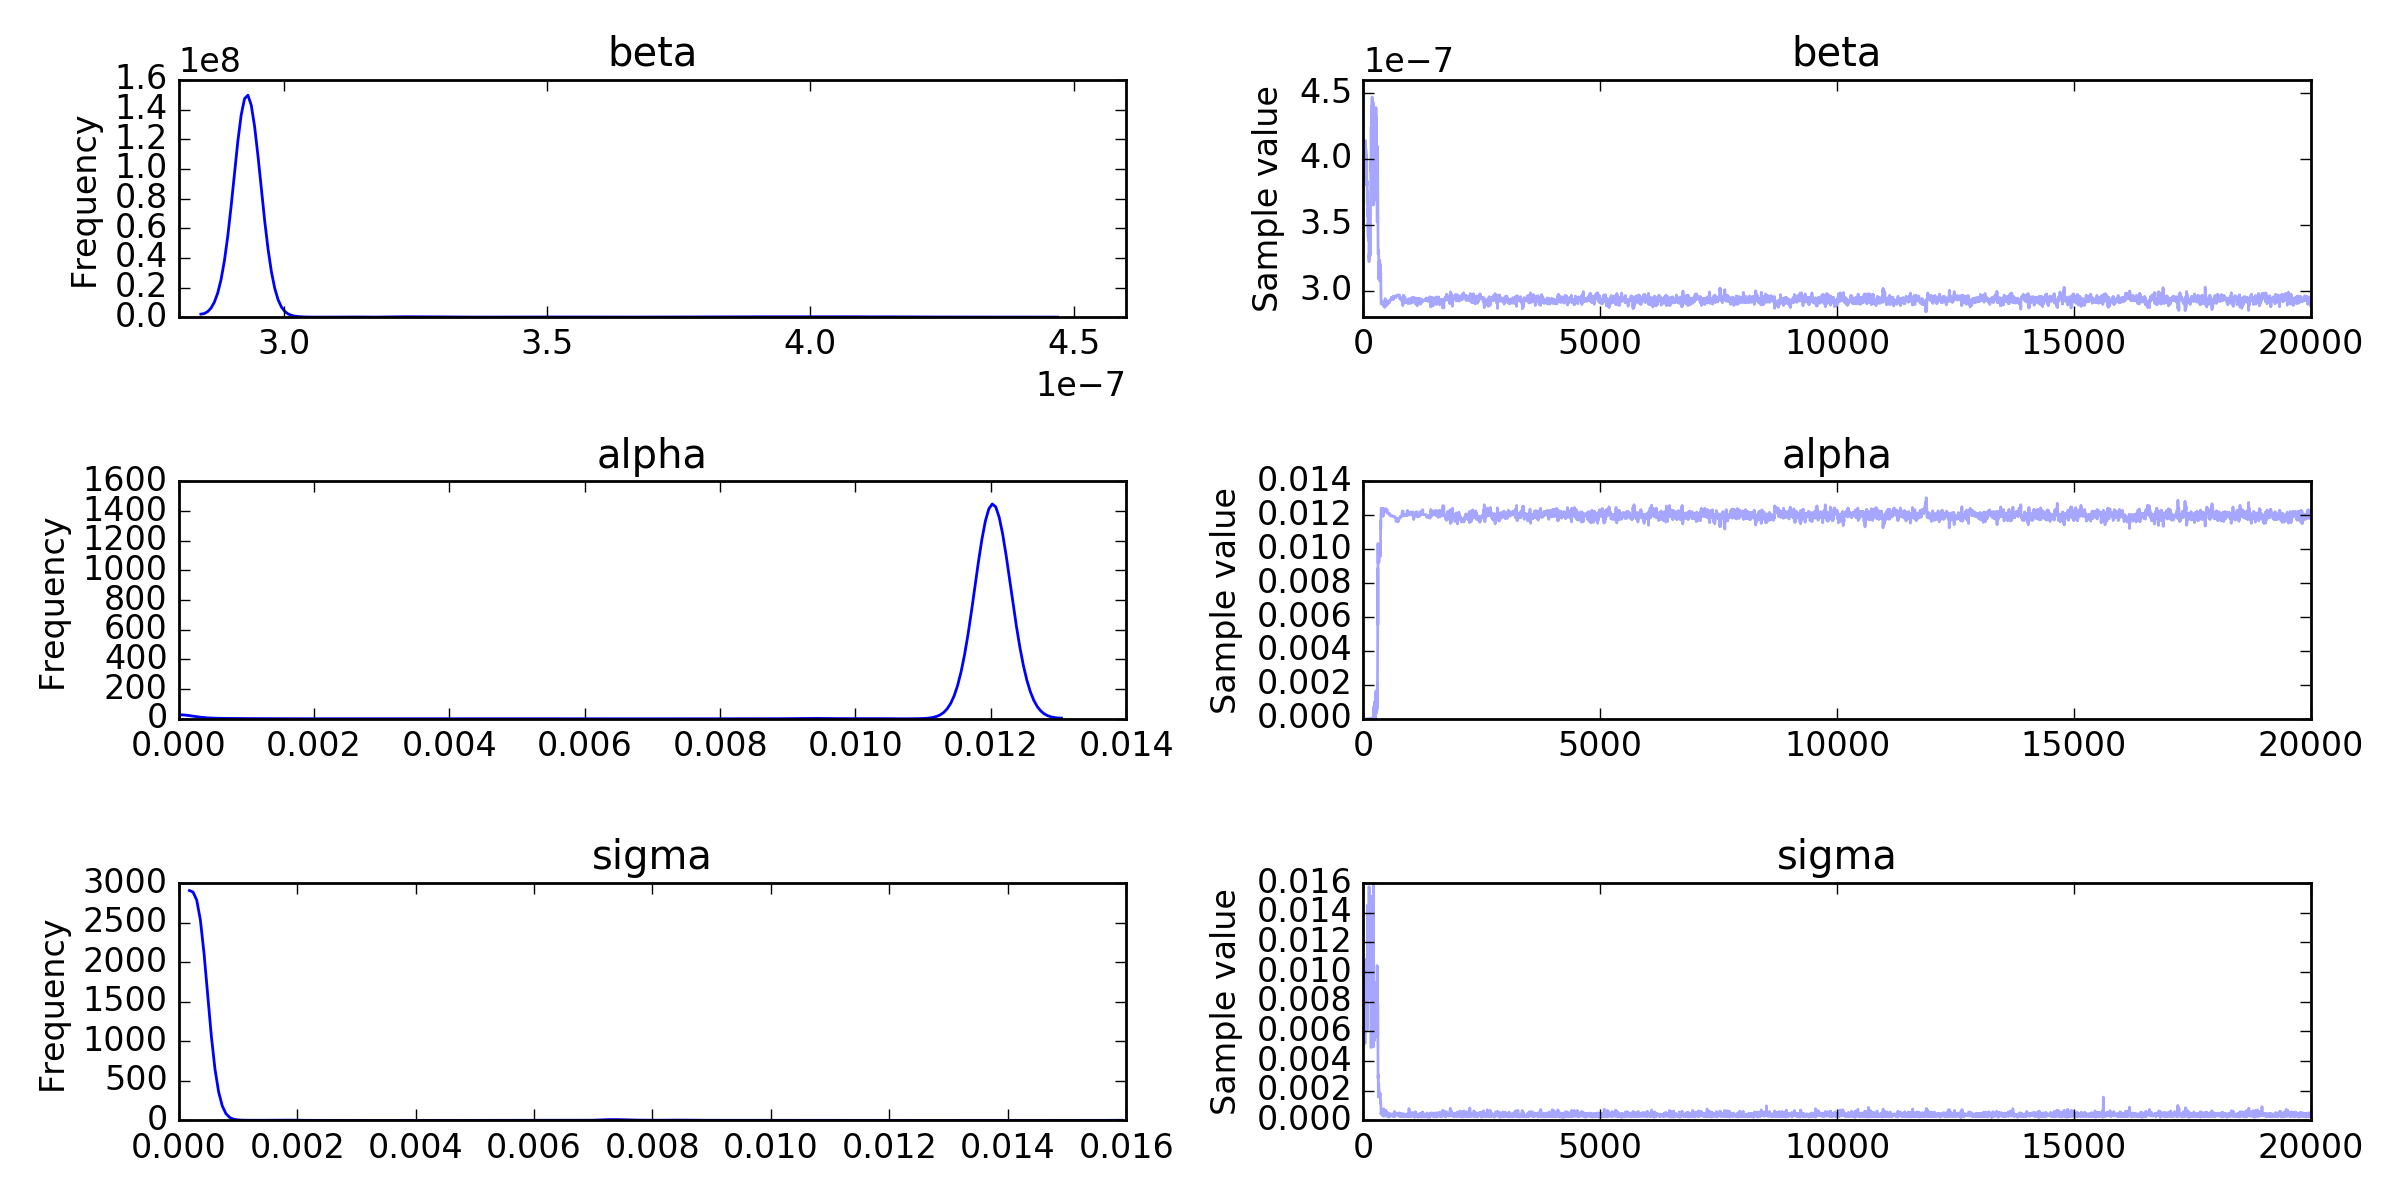 beta
1e8
Frequency
1.6
1.4
1.2
1.0
0.8
0.6
0.4
0.2
0.0
3.0 3.5 4.0 4.5
1e−7
beta
1e−7
Sample value
4.5
4.0
3.5
3.0
0 5000 10000 15000 20000
alpha
Frequency
1600
1400
1200
1000
800
600
400
200
0
0.000 0.002 0.004 0.006 0.008 0.010 0.012 0.014
alpha
Sample value
0.014
0.012
0.010
0.008
0.006
0.004
0.002
0.000
0 5000 10000 15000 20000
sigma
Frequency
3000
2500
2000
1500
1000
500
0
0.000 0.002 0.004 0.006 0.008 0.010 0.012 0.014 0.016
sigma
Sample value
0.016
0.014
0.012
0.010
0.008
0.006
0.004
0.002
0.000
0 5000 10000 15000 20000